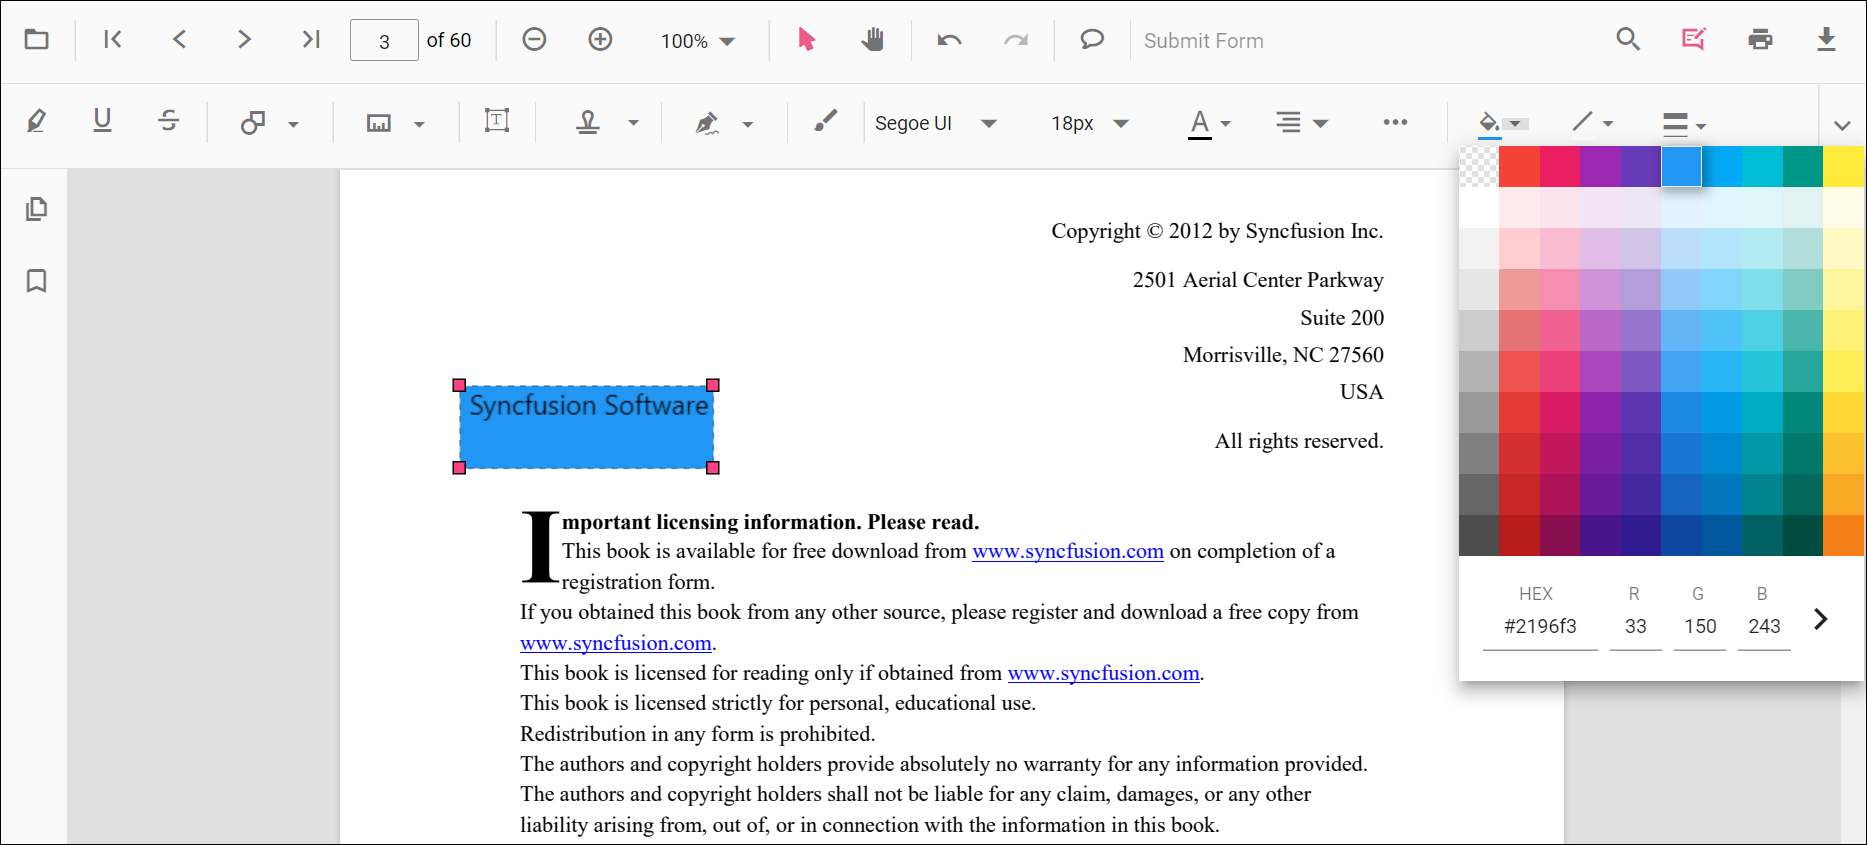 3 of 60 100% Submit Form
U S T Segoe UI 18px A
Copyright © 2012 by Syncfusion Inc.
2501 Aerial Center Parkway
Suite 200
Morrisville, NC 27560
USA
All rights reserved.
Syncfusion Software
Important licensing information. Please read.
This book is available for free download from www.syncfusion.com on completion of a
registration form.
If you obtained this book from any other source, please register and download a free copy from
www.syncfusion.com.
This book is licensed for reading only if obtained from www.syncfusion.com.
This book is licensed strictly for personal, educational use.
Redistribution in any form is prohibited.
The authors and copyright holders provide absolutely no warranty for any information provided.
The authors and copyright holders shall not be liable for any claim, damages, or any other
liability arising from, out of, or in connection with the information in this book.
HEX R G B
#2196f3 33 150 243